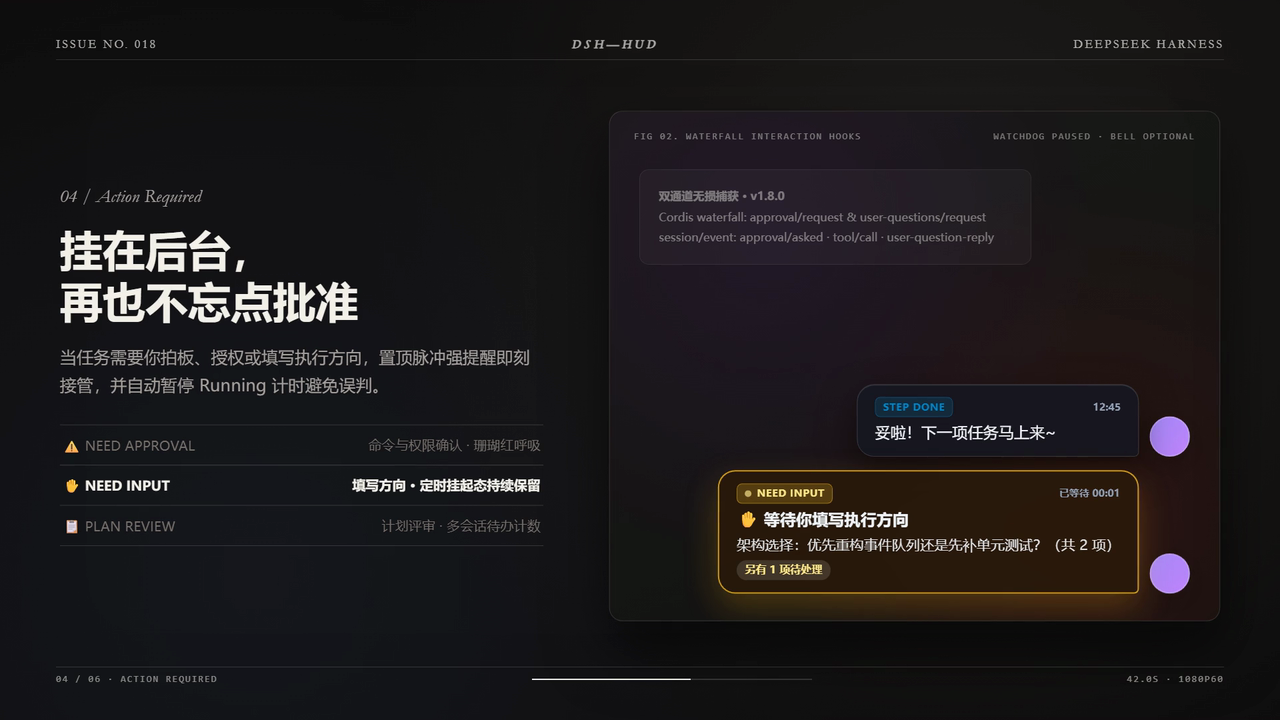 ISSUE NO. 018
DSH—HUD
DEEPSEEK HARNESS
04 / Action Required
挂在后台，
再也不忘点批准
当任务需要你拍板、授权或填写执行方向，置顶脉冲强提醒即刻
接管，并自动暂停 Running 计时避免误判。
⚠️ NEED APPROVAL
命令与权限确认 · 珊瑚红呼吸
✋ NEED INPUT
填写方向 · 定时挂起态持续保留
📋 PLAN REVIEW
计划评审 · 多会话待办计数
FIG 02. WATERFALL INTERACTION HOOKS
WATCHDOG PAUSED · BELL OPTIONAL
双通道无损捕获 · v1.8.0
Cordis waterfall: approval/request & user-questions/request
session/event: approval/asked · tool/call · user-question-reply
STEP DONE
12:45
妥啦！下一项任务马上来~
NEED INPUT
已等待 00:01
✋ 等待你填写执行方向
架构选择：优先重构事件队列还是先补单元测试？（共 2 项）
另有 1 项待处理
04 / 06 · ACTION REQUIRED
42.0S · 1080P60